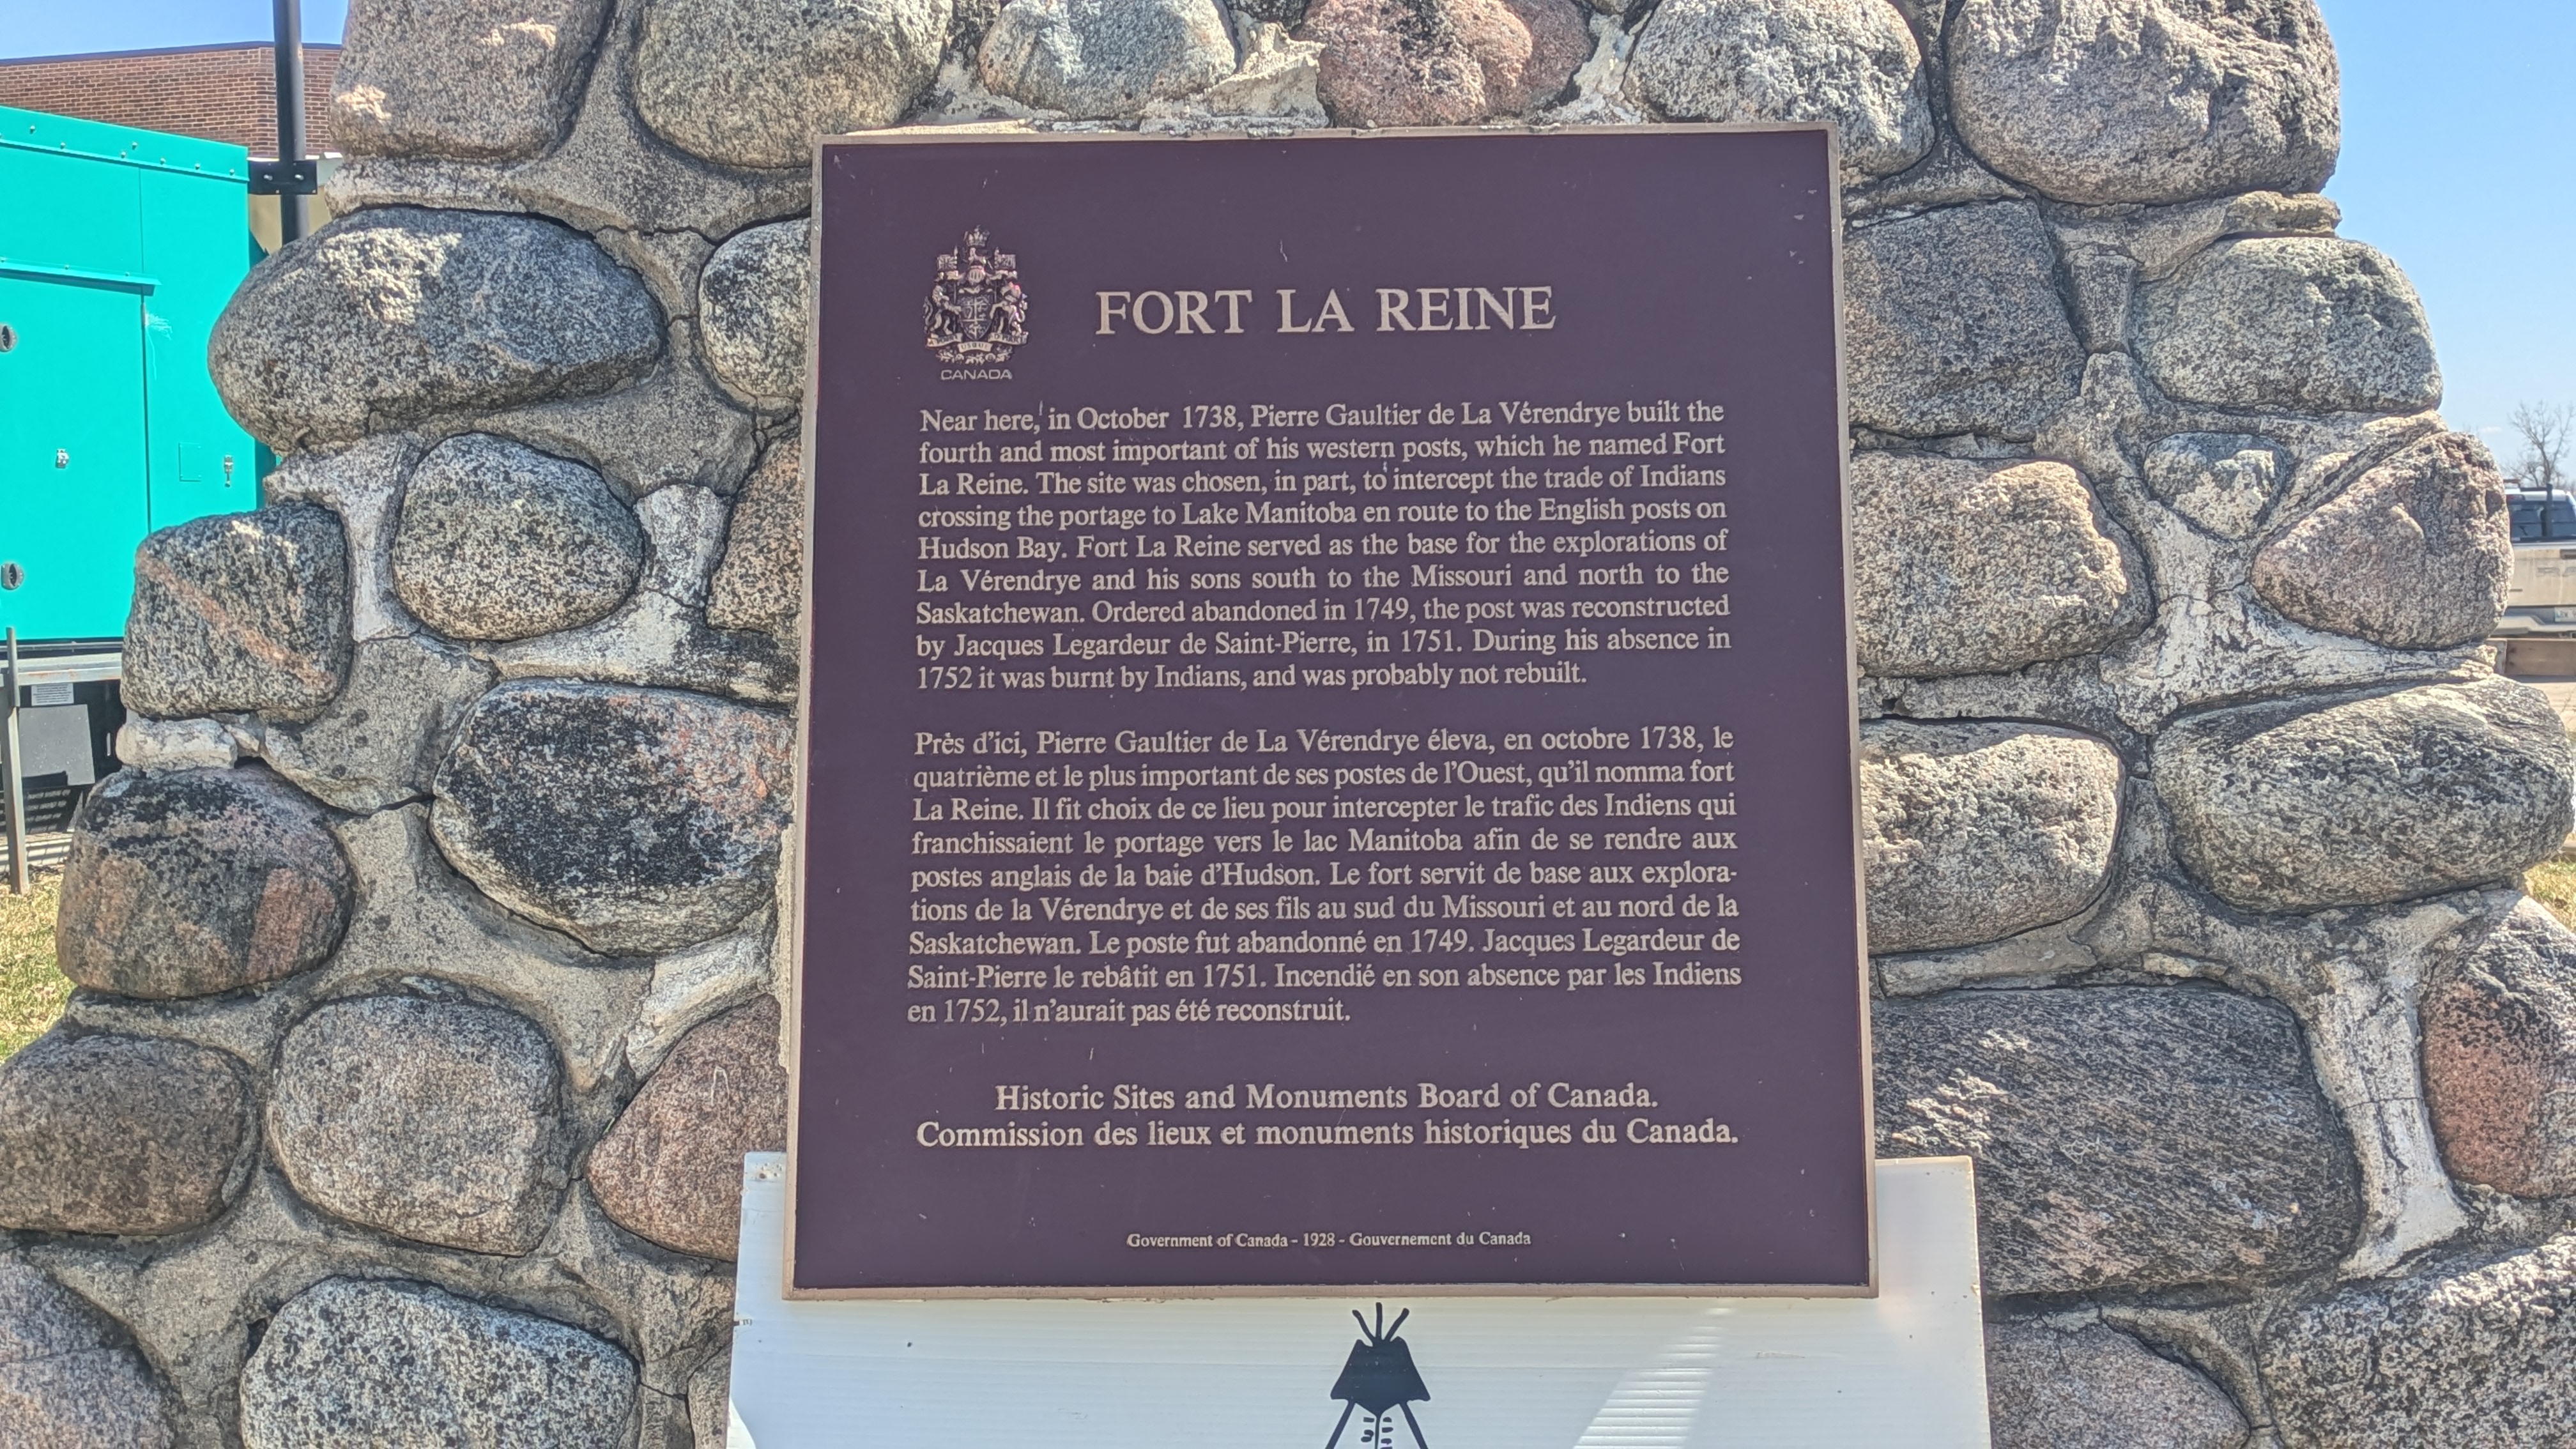 CANADA
FORT LA REINE
Near here, in October 1738, Pierre Gaultier de La Vérendrye built the
fourth and most important of his western posts, which he named Fort
La Reine. The site was chosen, in part, to intercept the trade of Indians
crossing the portage to Lake Manitoba en route to the English posts on
Hudson Bay. Fort La Reine served as the base for the explorations of
La Vérendrye and his sons south to the Missouri and north to the
Saskatchewan. Ordered abandoned in 1749, the post was reconstructed
by Jacques Legardeur de Saint-Pierre, in 1751. During his absence in
1752 it was burnt by Indians, and was probably not rebuilt.
Près d'ici, Pierre Gaultier de La Vérendrye éleva, en octobre 1738, le
quatrième et le plus important de ses postes de l'Ouest, qu'il nomma fort
La Reine. Il fit choix de ce lieu pour intercepter le trafic des Indiens qui
franchissaient le portage vers le lac Manitoba afin de se rendre aux
postes anglais de la baie d'Hudson. Le fort servit de base aux explora-
tions de la Vérendrye et de ses fils au sud du Missouri et au nord de la
Saskatchewan. Le poste fut abandonné en 1749. Jacques Legardeur de
Saint-Pierre le rebâtit en 1751. Incendié en son absence par les Indiens
en 1752, il n'aurait pas été reconstruit.
Historic Sites and Monuments Board of Canada.
Commission des lieux et monuments historiques du Canada.
Government of Canada - 1928 - Gouvernement du Canada